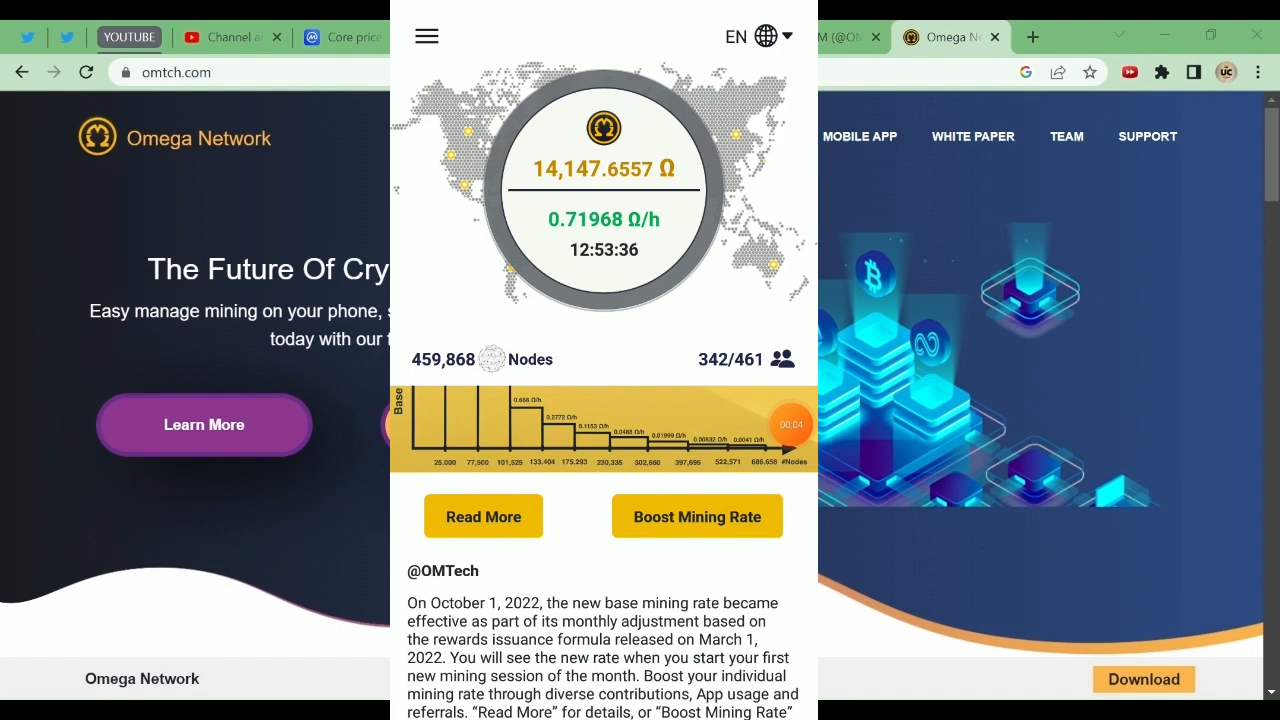 YOUTUBE
Channel c
Core price
M (@OM
Omega Ne
omtch.com
UC
Omega Network
MOBILE APP
WHITE PAPER
TEAM
SUPPORT
The Future Of Cry
Easy manage mining on your phone, s
today with our f
Learn More
Omega Network
Download
EN
14,147.6557 Ω
0.71968 Ω/h
12:53:36
459,868 Nodes
342/461
Base
0.666 Ω/h
0.2772 Ω/h
0.1153 Ω/h
0.0488 Ω/h
0.01999 Ω/h
0.00832 Ω/h
0.0041 Ω/h
00:04
25,000 77,500 101,525 133.404 175,293 230,335 302,660 397,695 522,571 686,658 #Nodes
Read More
Boost Mining Rate
@OMTech
On October 1, 2022, the new base mining rate became
effective as part of its monthly adjustment based on
the rewards issuance formula released on March 1,
2022. You will see the new rate when you start your first
new mining session of the month. Boost your individual
mining rate through diverse contributions, App usage and
referrals. “Read More” for details, or “Boost Mining Rate”